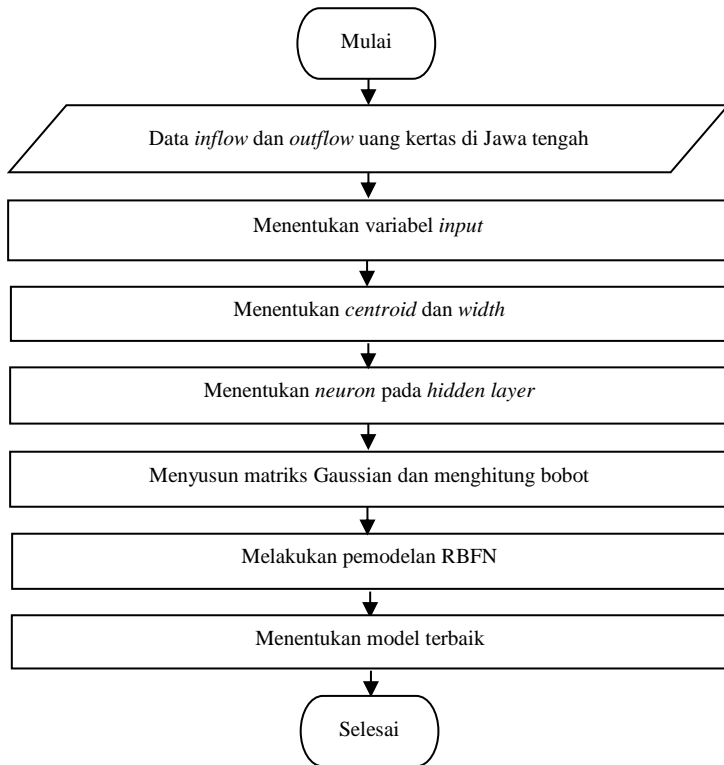 Mulai
Data inflow dan outflow uang kertas di Jawa tengah
Menentukan variabel input
Menentukan centroid dan width
Menentukan neuron pada hidden layer
Menyusun matriks Gaussian dan menghitung bobot
Melakukan pemodelan RBFN
Menentukan model terbaik
Selesai